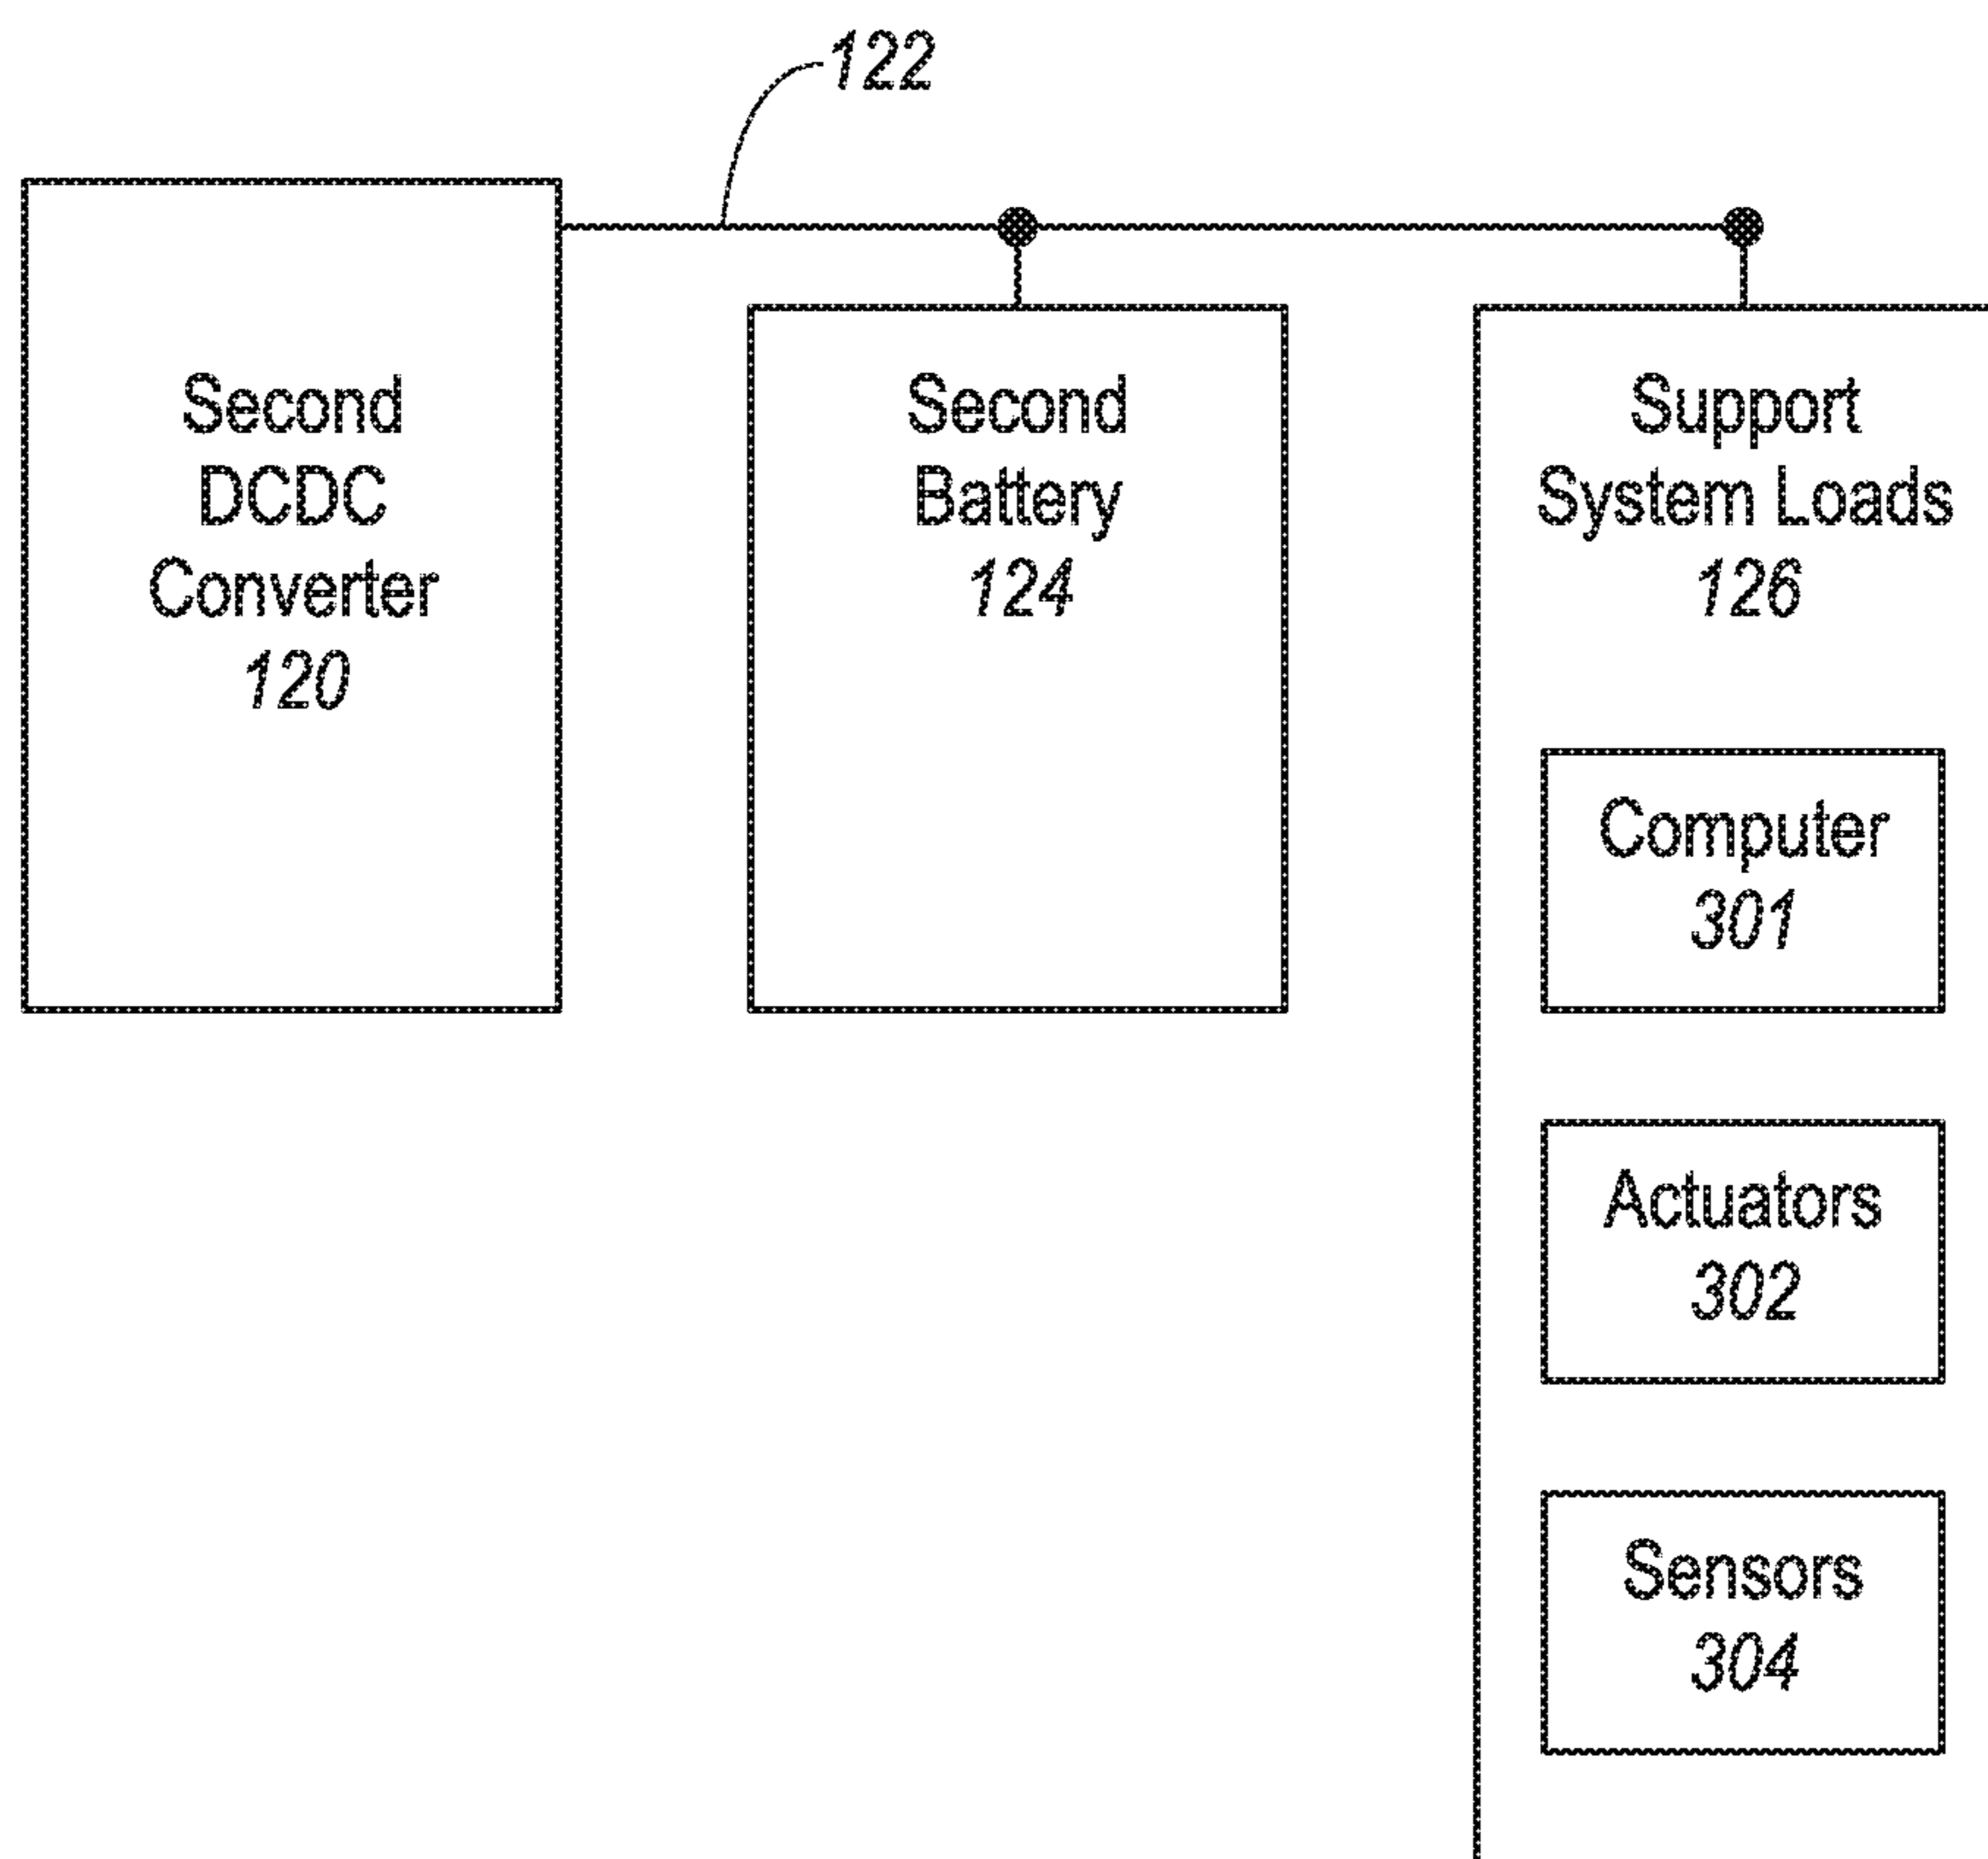 122
Second
DCDC
Converter
120
Second
Battery
124
Support
System Loads
126
Computer
301
Actuators
302
Sensors
304